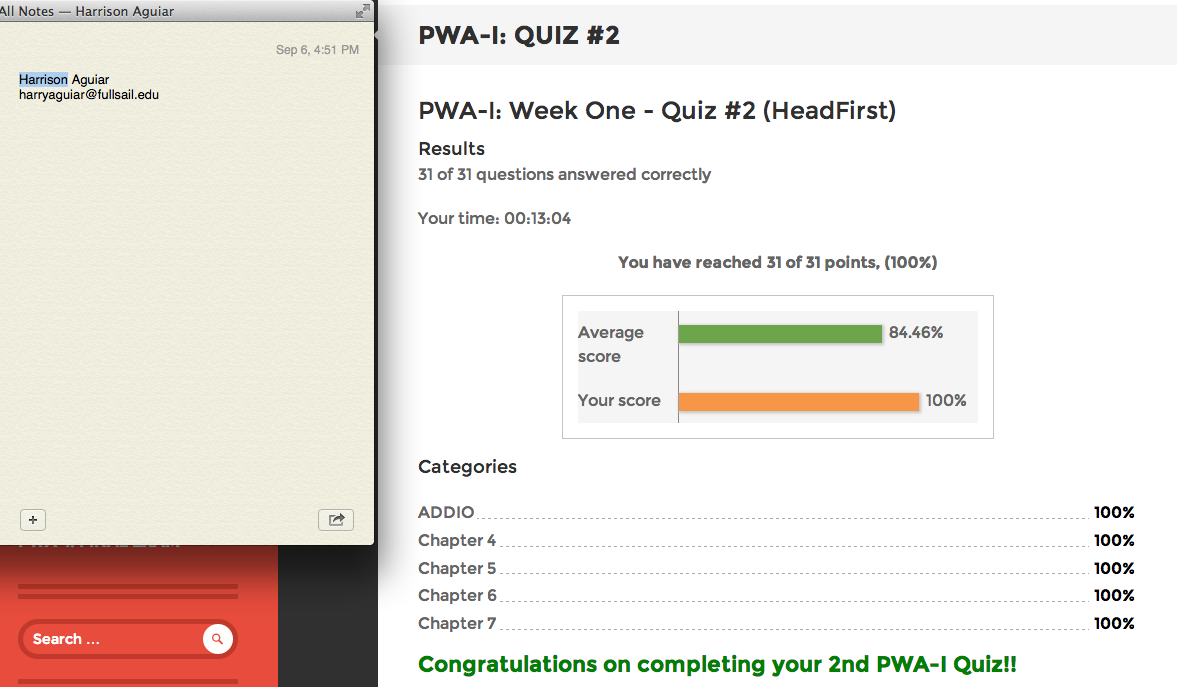 All Notes — Harrison Aguiar
Sep 6, 4:51 PM
Harrison Aguiar
harryaguiar@fullsail.edu
Search ...
PWA-I: QUIZ #2
PWA-I: Week One - Quiz #2 (HeadFirst)
Results
31 of 31 questions answered correctly
Your time: 00:13:04
You have reached 31 of 31 points, (100%)
Average score 84.46%
Your score 100%
Categories
ADDIO 100%
Chapter 4 100%
Chapter 5 100%
Chapter 6 100%
Chapter 7 100%
Congratulations on completing your 2nd PWA-I Quiz!!